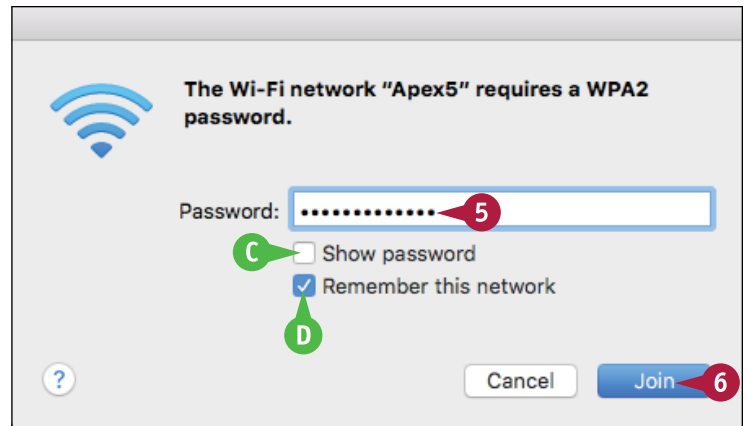 The Wi-Fi network “Apex5” requires a WPA2
password.
Password: ••••••••••••• 5
C Show password
Remember this network
D
? Cancel Join 6